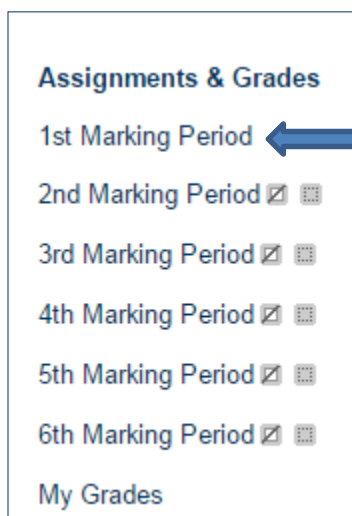 Assignments & Grades
1st Marking Period
2nd Marking Period
3rd Marking Period
4th Marking Period
5th Marking Period
6th Marking Period
My Grades